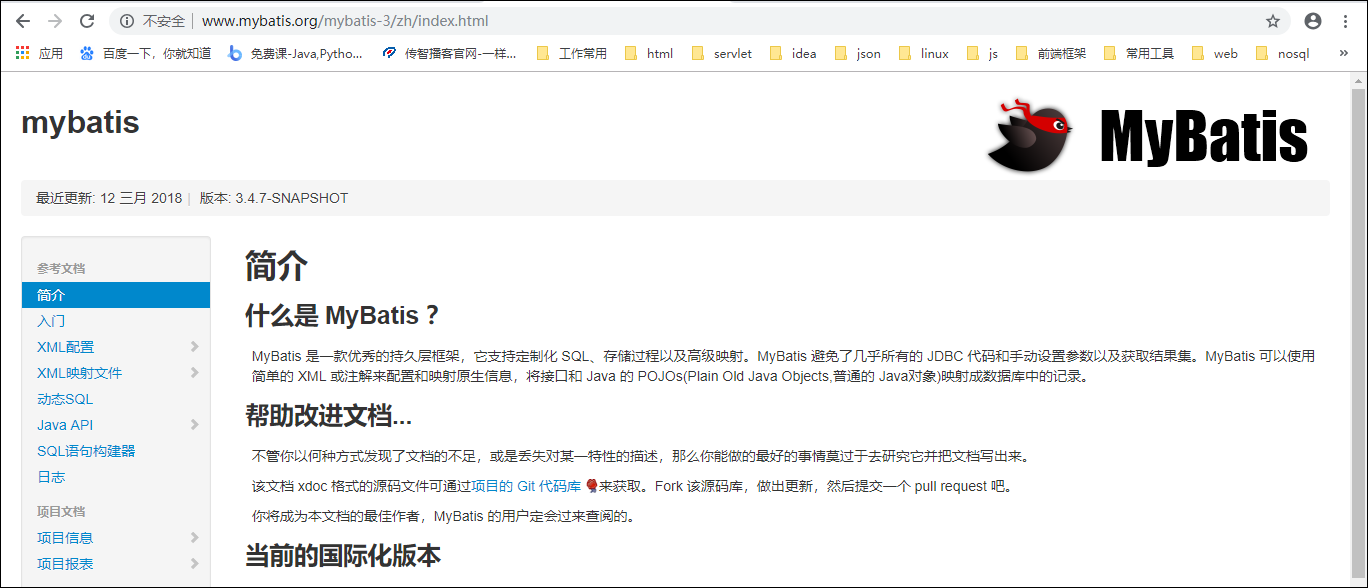 不安全 www.mybatis.org/mybatis-3/zh/index.html
应用 百度一下，你就知道 免费课-Java,Pytho... 传智播客官网-一样... 工作常用 html servlet idea json linux js 前端框架 常用工具 web nosql »
mybatis
MyBatis
最近更新: 12 三月 2018 | 版本: 3.4.7-SNAPSHOT
参考文档
简介
入门
XML配置
XML映射文件
动态SQL
Java API
SQL语句构建器
日志
项目文档
项目信息
项目报表
简介
什么是 MyBatis ？
MyBatis 是一款优秀的持久层框架，它支持定制化 SQL、存储过程以及高级映射。MyBatis 避免了几乎所有的 JDBC 代码和手动设置参数以及获取结果集。MyBatis 可以使用
简单的 XML 或注解来配置和映射原生信息，将接口和 Java 的 POJOs(Plain Old Java Objects,普通的 Java对象)映射成数据库中的记录。
帮助改进文档...
不管你以何种方式发现了文档的不足，或是丢失对某一特性的描述，那么你能做的最好的事情莫过于去研究它并把文档写出来。
该文档 xdoc 格式的源码文件可通过项目的 Git 代码库 来获取。Fork 该源码库，做出更新，然后提交一个 pull request 吧。
你将成为本文档的最佳作者，MyBatis 的用户定会过来查阅的。
当前的国际化版本